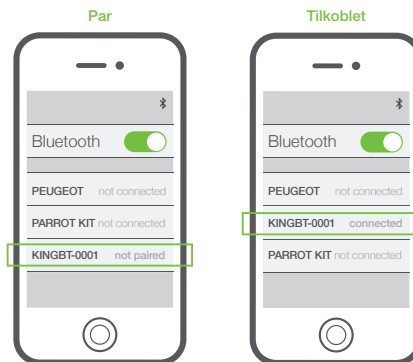 Par
Bluetooth
PEUGEOT not connected
PARROT KIT not connected
KINGBT-0001 not paired
Tilkoblet
Bluetooth
PEUGEOT not connected
KINGBT-0001 connected
PARROT KIT not connected